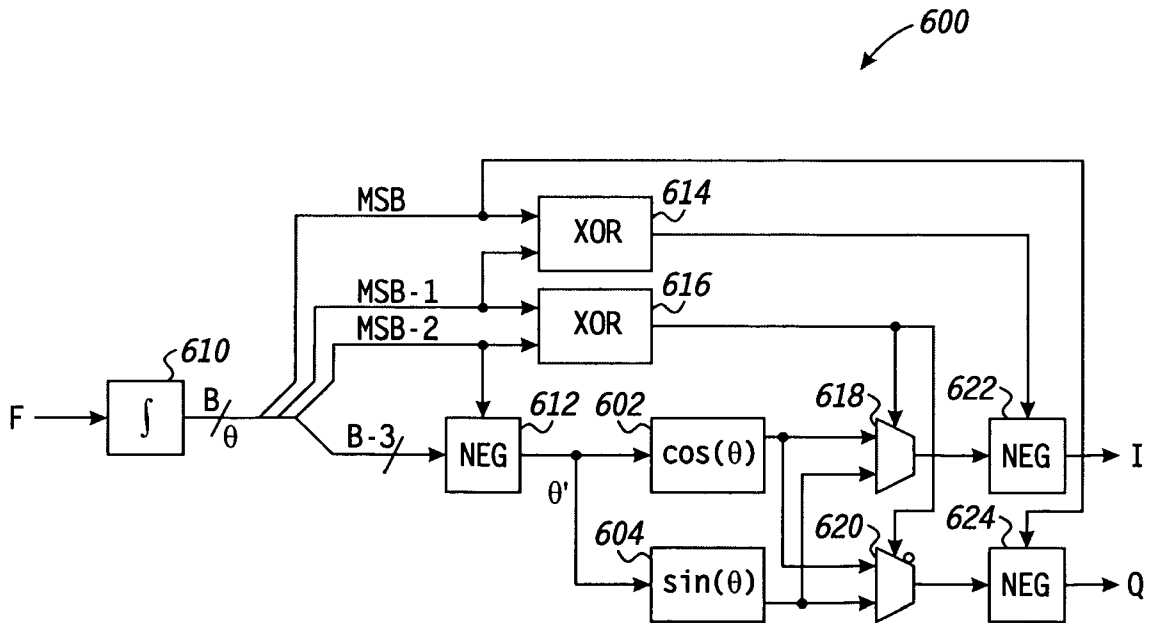 600
MSB
614
XOR
MSB-1
616
XOR
MSB-2
610
F
∫
B
θ
B-3
612
NEG
θ'
602
cos(θ)
618
622
NEG
I
604
sin(θ)
620
624
NEG
Q